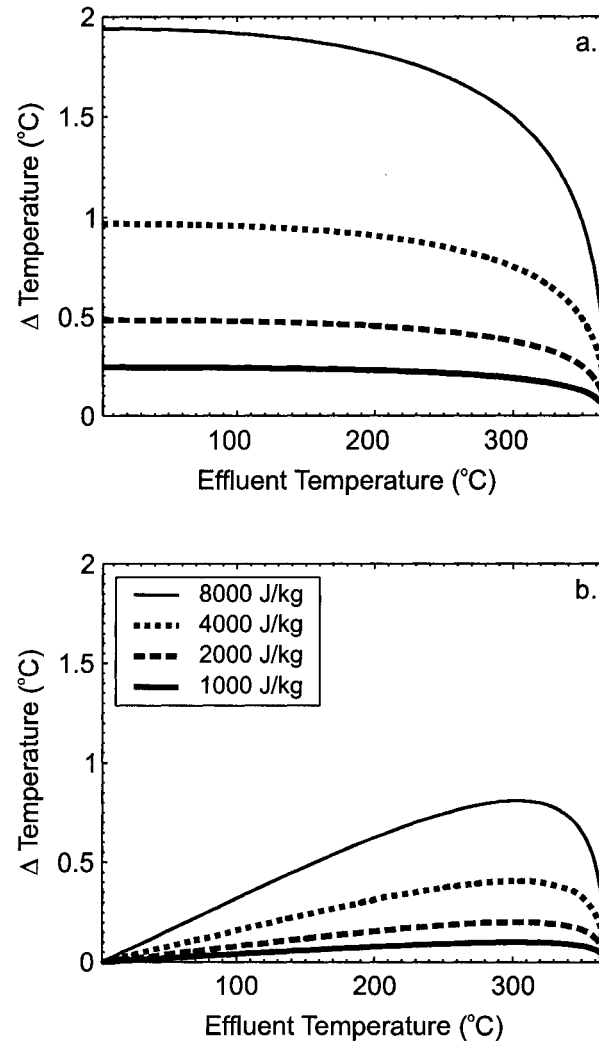 a.
2
1.5
1
0.5
0
Δ Temperature (°C)
100 200 300
Effluent Temperature (°C)
b.
2
1.5
1
0.5
0
Δ Temperature (°C)
8000 J/kg
4000 J/kg
2000 J/kg
1000 J/kg
100 200 300
Effluent Temperature (°C)